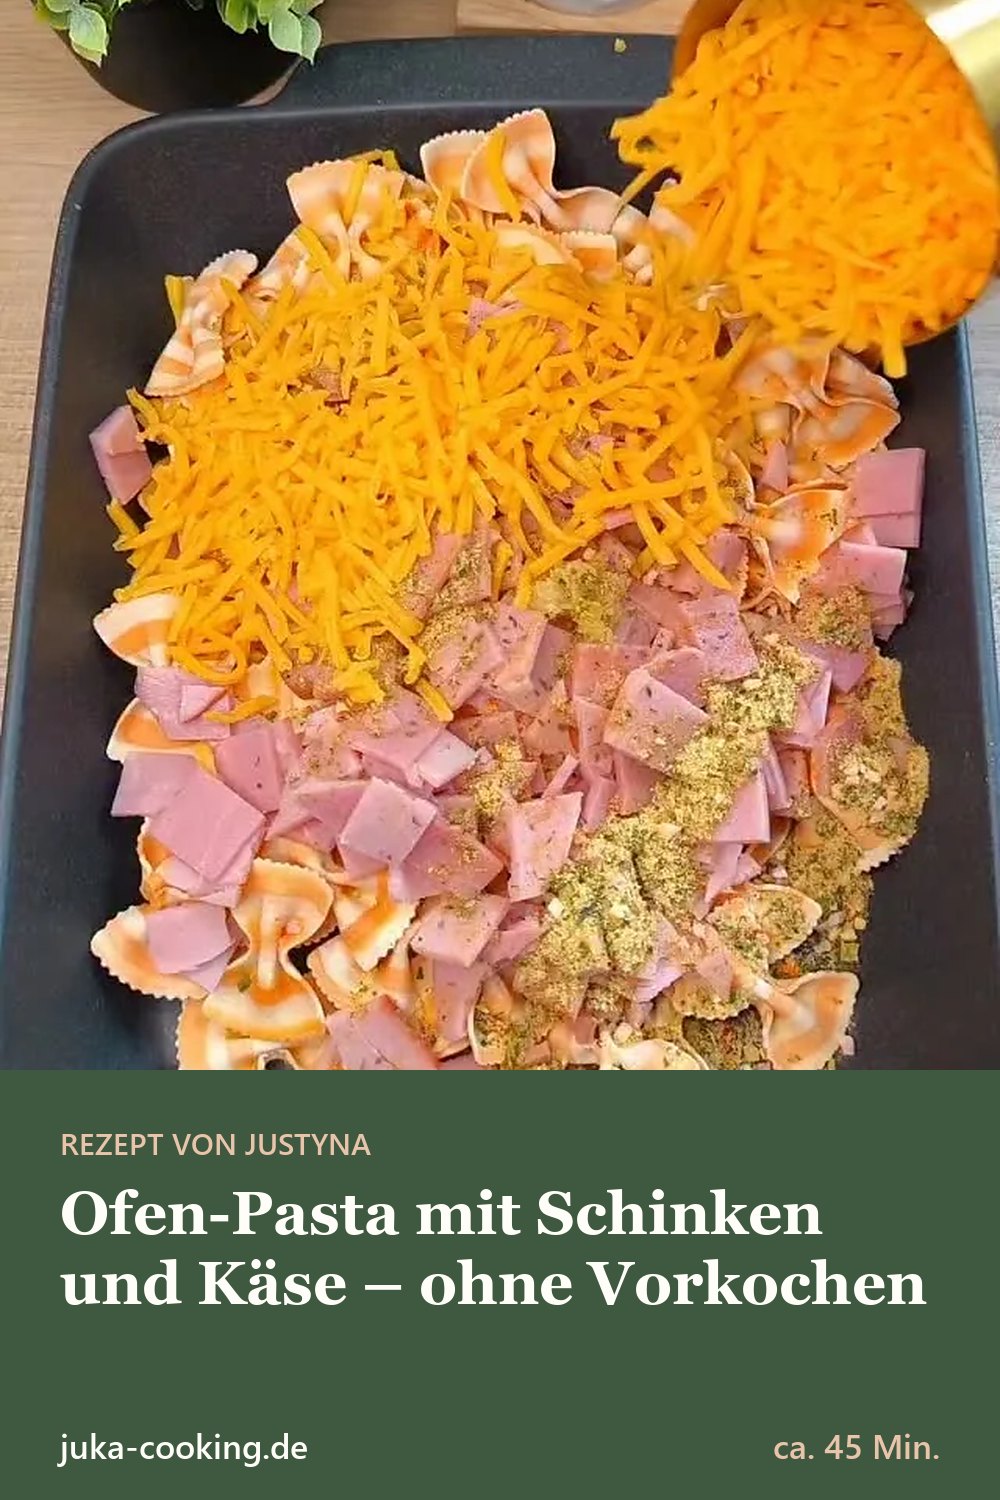 REZEPT VON JUSTYNA
Ofen-Pasta mit Schinken
und Käse – ohne Vorkochen
juka-cooking.de
ca. 45 Min.